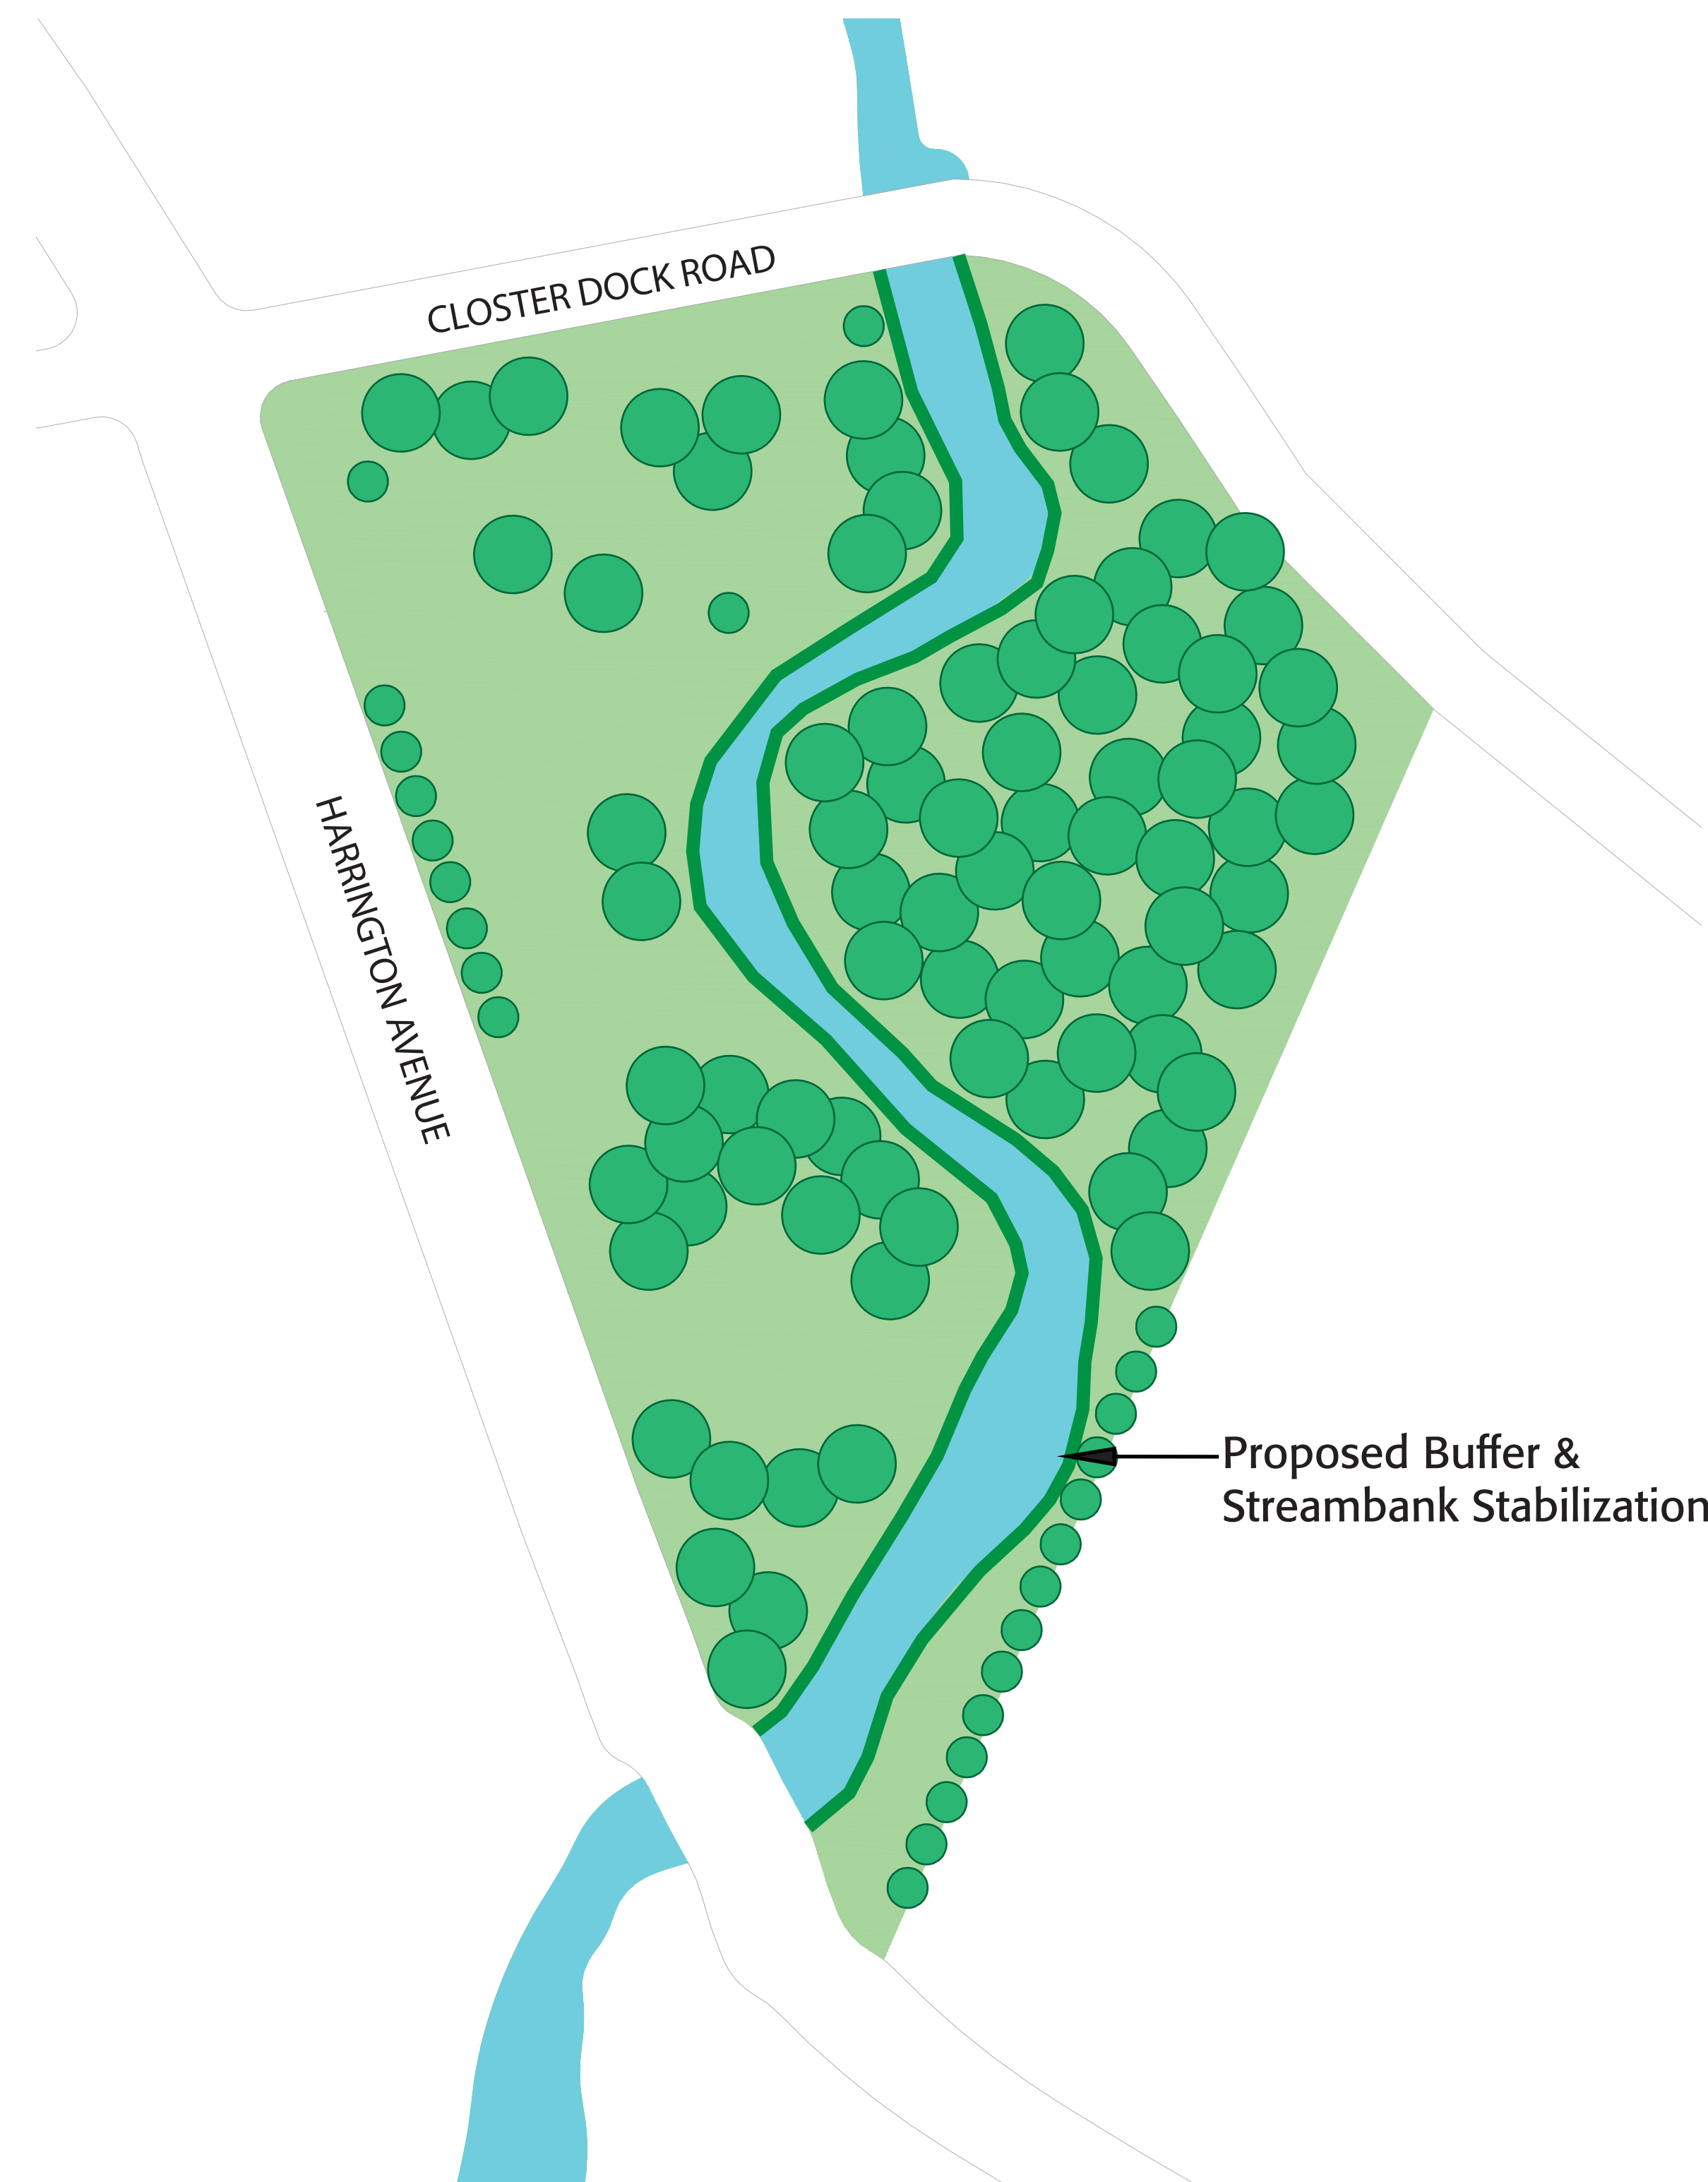 CLOSTER DOCK ROAD
HARRINGTON AVENUE
Proposed Buffer &
Streambank Stabilization